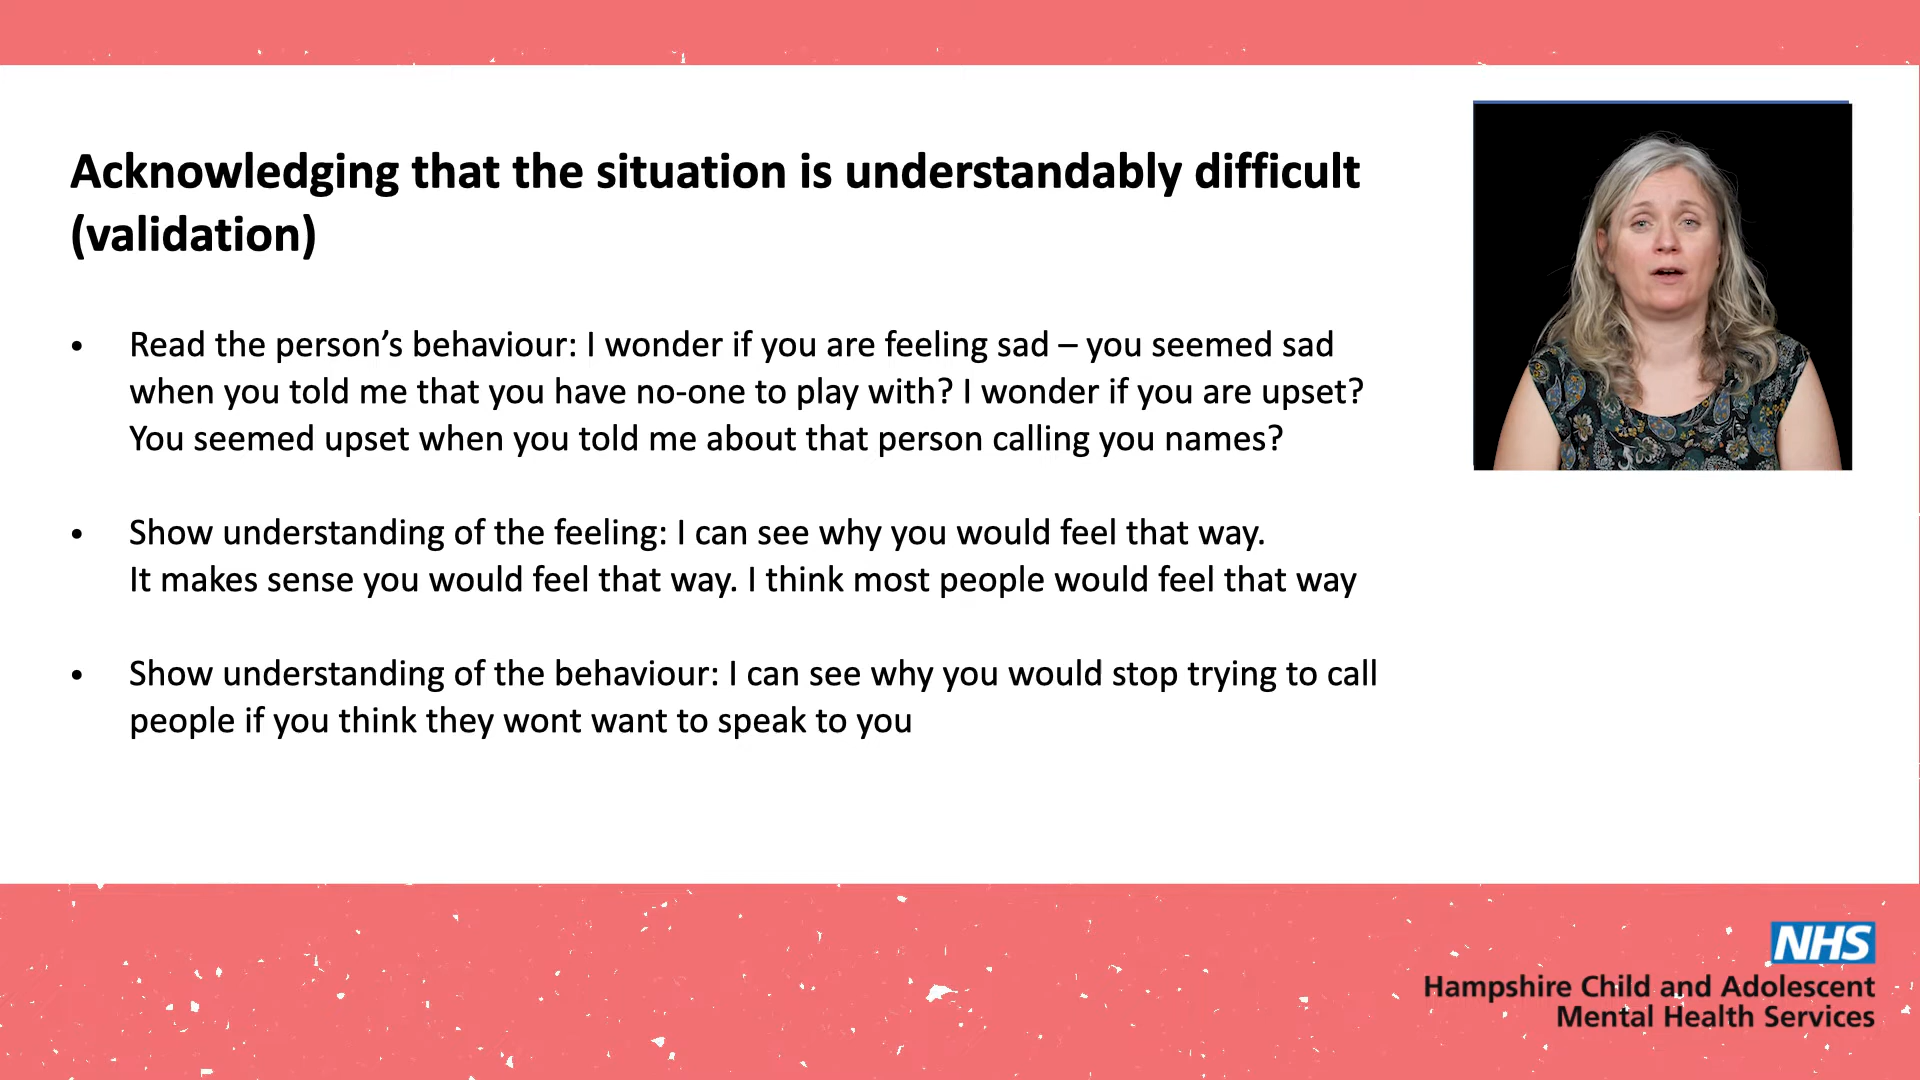 Acknowledging that the situation is understandably difficult
(validation)
• Read the person’s behaviour: I wonder if you are feeling sad – you seemed sad
when you told me that you have no-one to play with? I wonder if you are upset?
You seemed upset when you told me about that person calling you names?
• Show understanding of the feeling: I can see why you would feel that way.
It makes sense you would feel that way. I think most people would feel that way
• Show understanding of the behaviour: I can see why you would stop trying to call
people if you think they wont want to speak to you
NHS
Hampshire Child and Adolescent
Mental Health Services